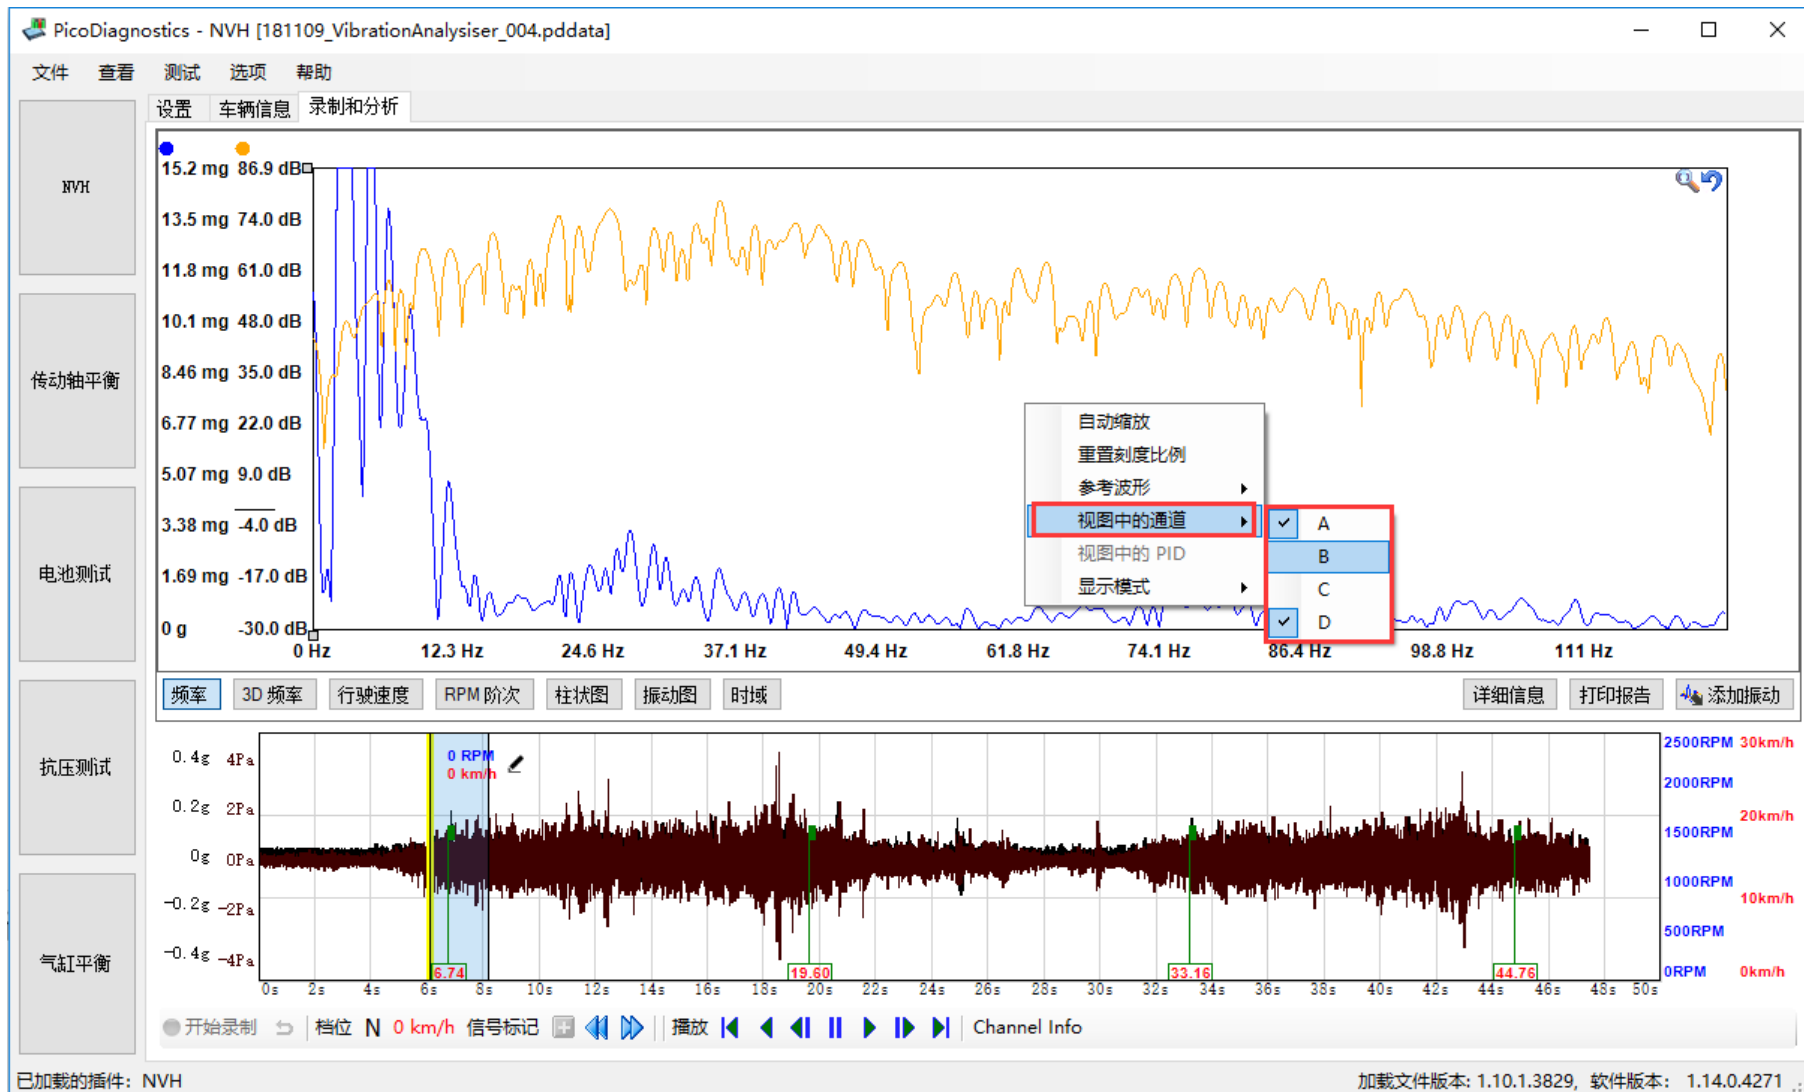 PicoDiagnostics - NVH [181109_VibrationAnalysiser_004.pddata]
文件 查看 测试 选项 帮助
设置 车辆信息 录制和分析
NVH
传动轴平衡
电池测试
抗压测试
气缸平衡
15.2 mg 86.9 dB
13.5 mg 74.0 dB
11.8 mg 61.0 dB
10.1 mg 48.0 dB
8.46 mg 35.0 dB
6.77 mg 22.0 dB
5.07 mg 9.0 dB
3.38 mg -4.0 dB
1.69 mg -17.0 dB
0 g -30.0 dB
0 Hz 12.3 Hz 24.6 Hz 37.1 Hz 49.4 Hz 61.8 Hz 74.1 Hz 86.4 Hz 98.8 Hz 111 Hz
自动缩放
重置刻度比例
参考波形
视图中的通道
视图中的 PID
显示模式
A
B
C
D
频率 3D 频率 行驶速度 RPM 阶次 柱状图 振动图 时域 详细信息 打印报告 添加振动
0.4g 4Pa
0.2g 2Pa
0g 0Pa
-0.2g -2Pa
-0.4g -4Pa
0 RPM
0 km/h
2500RPM 30km/h
2000RPM
20km/h
1500RPM
1000RPM
10km/h
500RPM
0RPM 0km/h
6.74 19.60 33.16 44.76
0s 2s 4s 6s 8s 10s 12s 14s 16s 18s 20s 22s 24s 26s 28s 30s 32s 34s 36s 38s 40s 42s 44s 46s 48s 50s
开始录制 档位 N 0 km/h 信号标记 播放 Channel Info
已加载的插件: NVH 加载文件版本: 1.10.1.3829, 软件版本: 1.14.0.4271